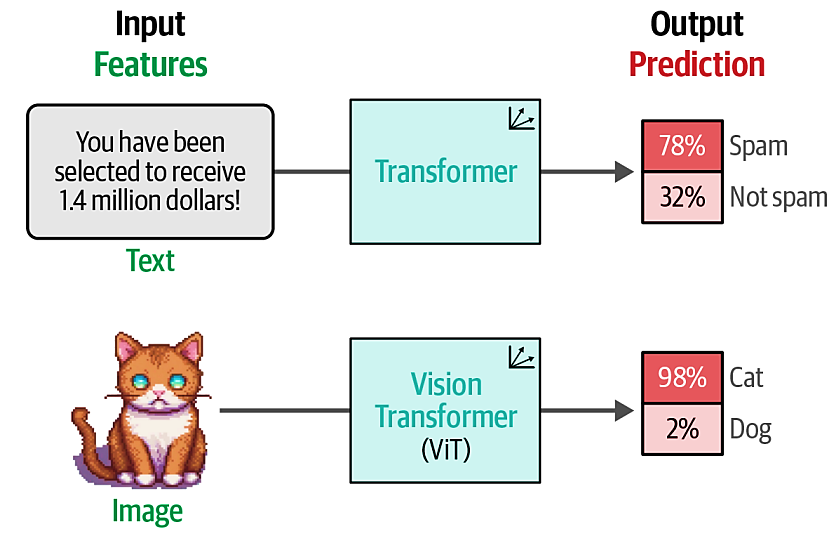 Input
Features
Output
Prediction
You have been
selected to receive
1.4 million dollars!
Text
Transformer
78% Spam
32% Not spam
Image
Vision
Transformer
(ViT)
98% Cat
2% Dog